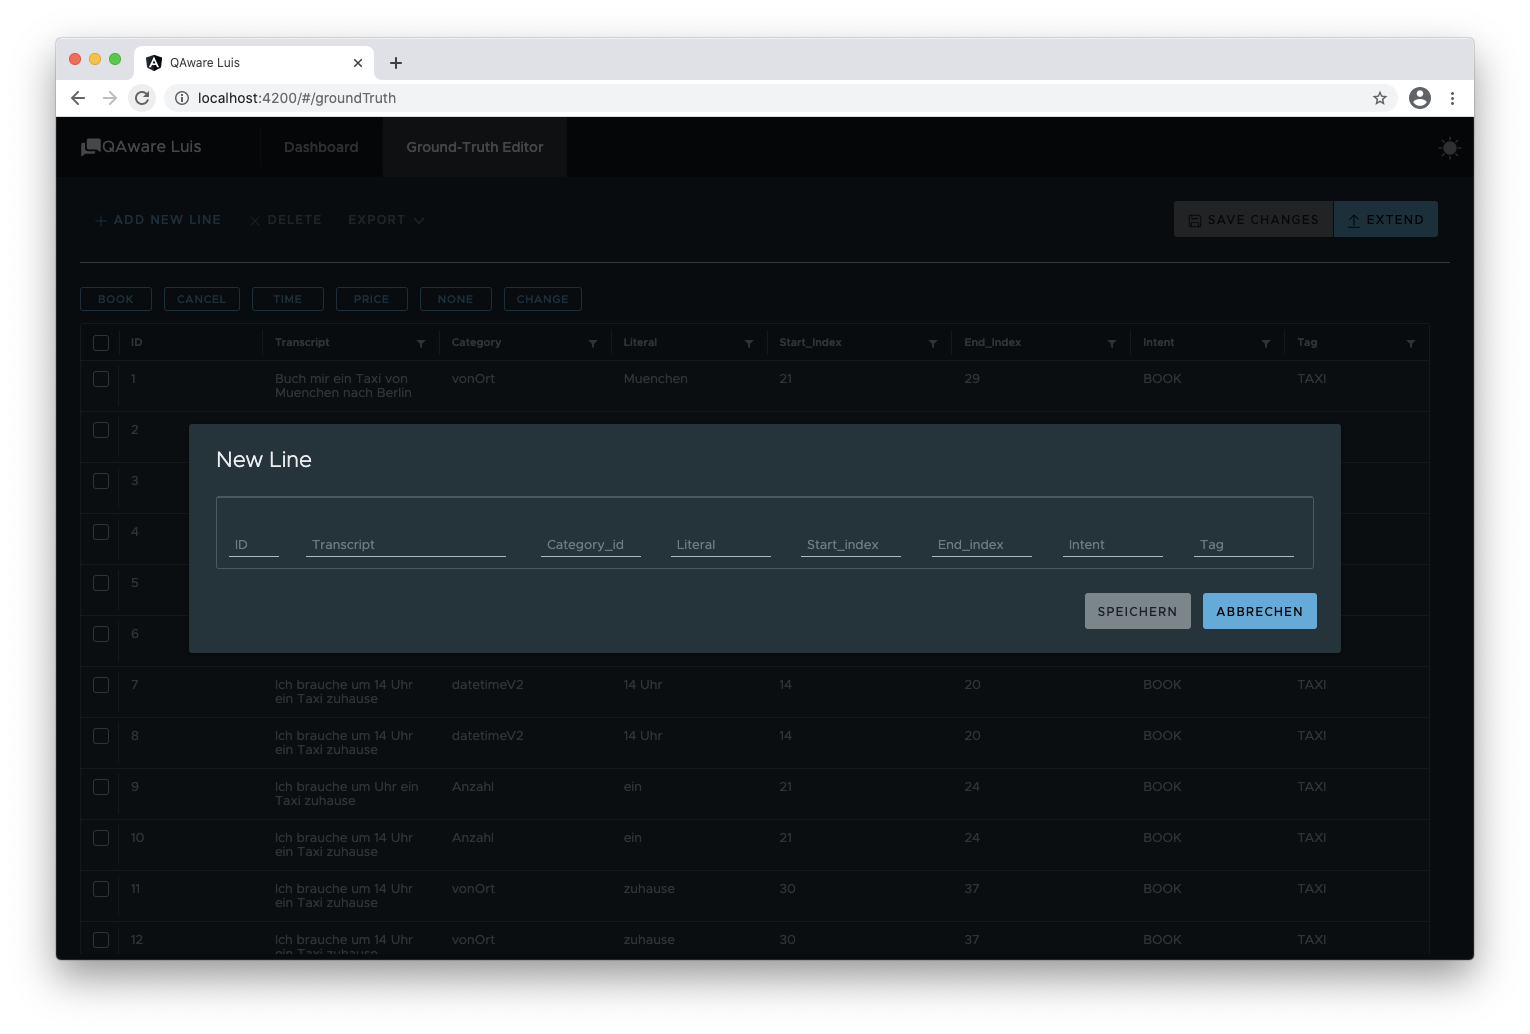 QAware Luis
localhost:4200/#/groundTruth
QAware Luis Dashboard Ground-Truth Editor
ADD NEW LINE DELETE EXPORT SAVE CHANGES EXTEND
BOOK CANCEL TIME PRICE NONE CHANGE
ID Transcript Category Literal Start_Index End_Index Intent Tag
1 Buch mir ein Taxi von vonOrt Muenchen 21 29 BOOK TAXI
Muenchen nach Berlin
2
New Line
3
4
ID Transcript Category_id Literal Start_index End_index Intent Tag
5
SPEICHERN ABBRECHEN
6
7 Ich brauche um 14 Uhr datetimeV2 14 Uhr 14 20 BOOK TAXI
ein Taxi zuhause
8 Ich brauche um 14 Uhr datetimeV2 14 Uhr 14 20 BOOK TAXI
ein Taxi zuhause
9 Ich brauche um Uhr ein Anzahl ein 21 24 BOOK TAXI
Taxi zuhause
10 Ich brauche um 14 Uhr Anzahl ein 21 24 BOOK TAXI
ein Taxi zuhause
11 Ich brauche um 14 Uhr vonOrt zuhause 30 37 BOOK TAXI
ein Taxi zuhause
12 Ich brauche um 14 Uhr vonOrt zuhause 30 37 BOOK TAXI
ein Taxi zuhause